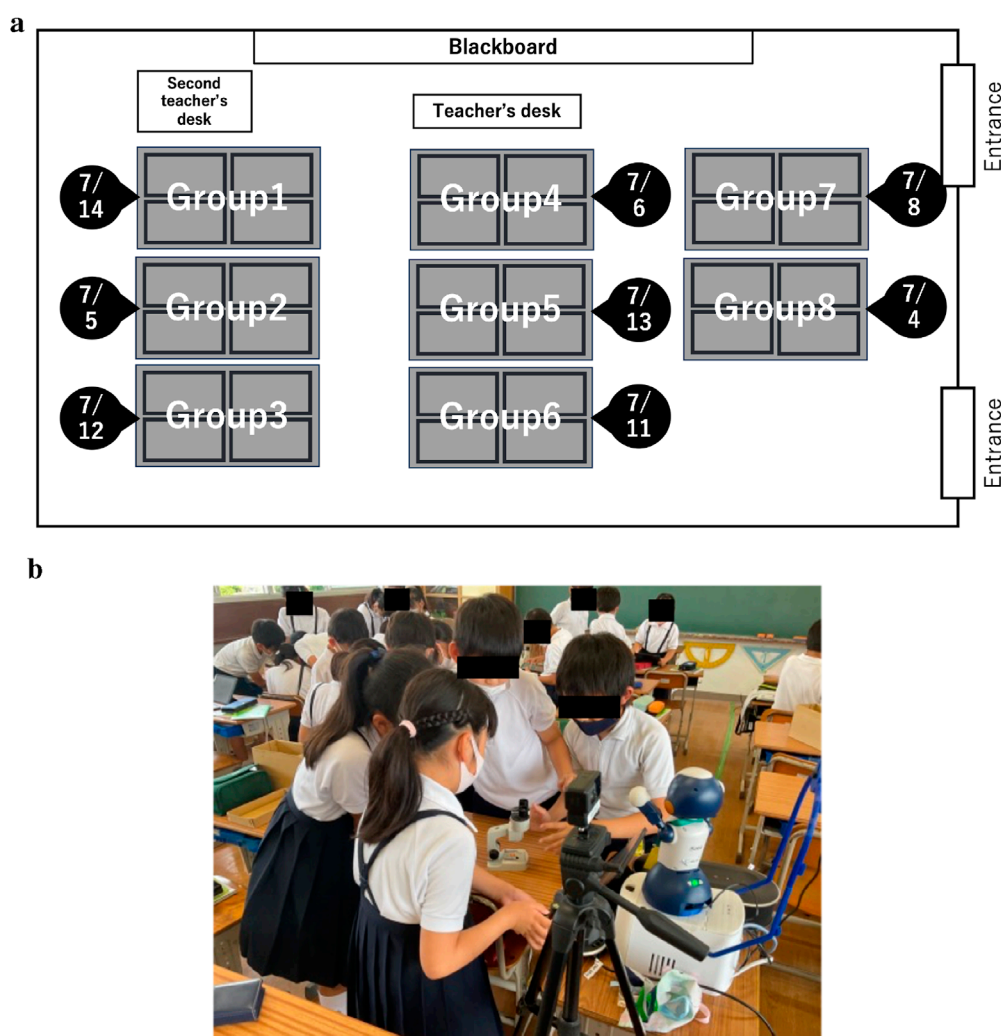 a
Blackboard
Second
teacher's
desk
Teacher's desk
Entrance
7/
14
Group1
Group4
7/
6
Group7
7/
8
7/
5
Group2
Group5
7/
13
Group8
7/
4
7/
12
Group3
Group6
7/
11
Entrance
b